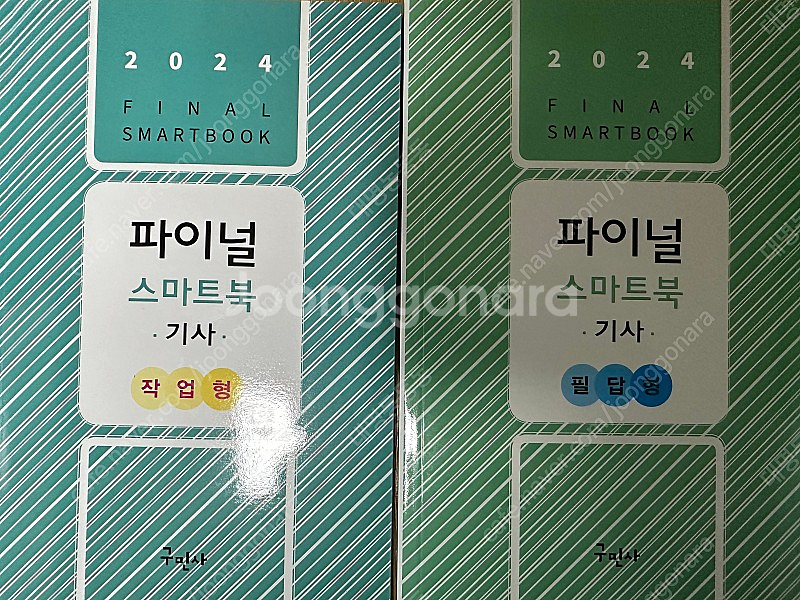 2024
FINAL
SMARTBOOK
파이널
스마트북
·기사·
작업형
구민사
2024
FINAL
SMARTBOOK
파이널
스마트북
·기사·
필답형
구민사
Joonggonara